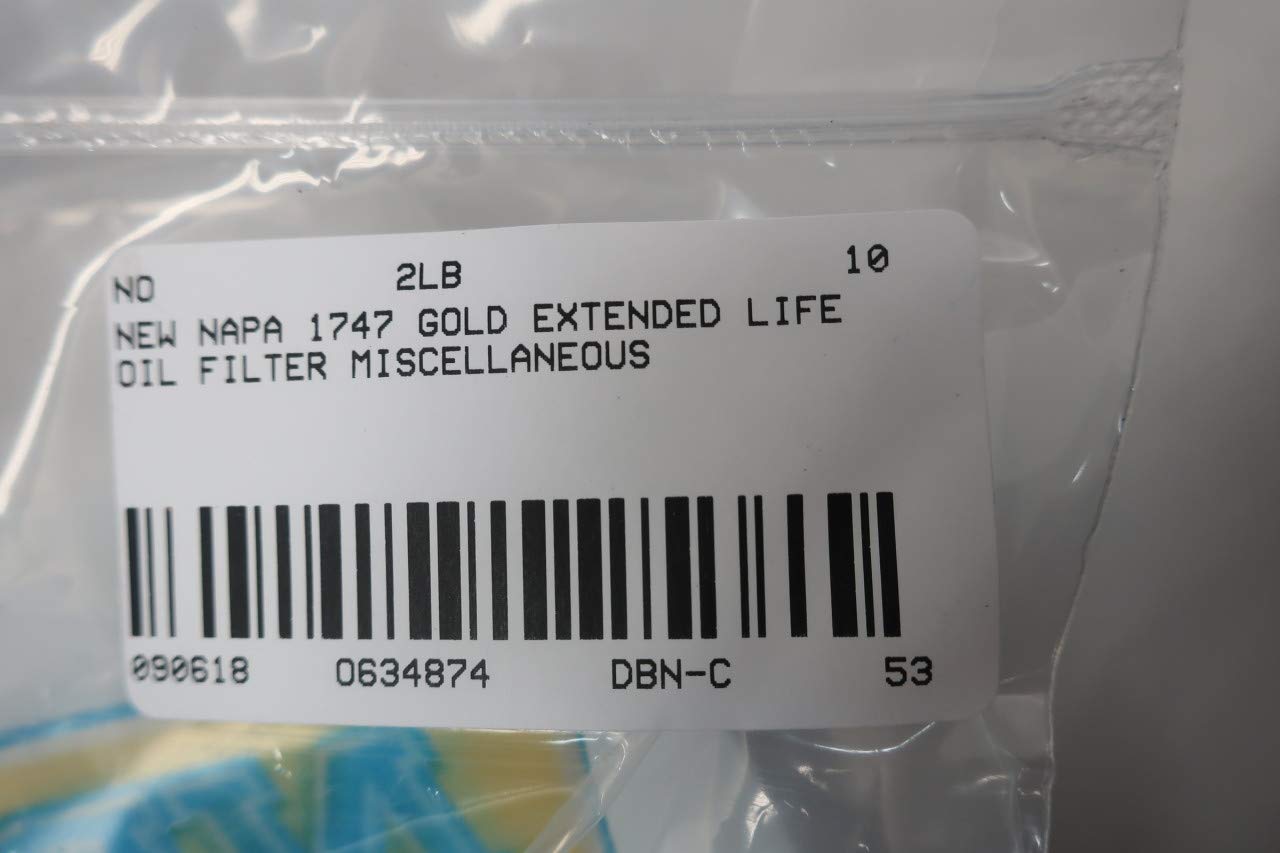 NO 2LB 10
NEW NAPA 1747 GOLD EXTENDED LIFE
OIL FILTER MISCELLANEOUS
090618 0634874 DBN-C 53